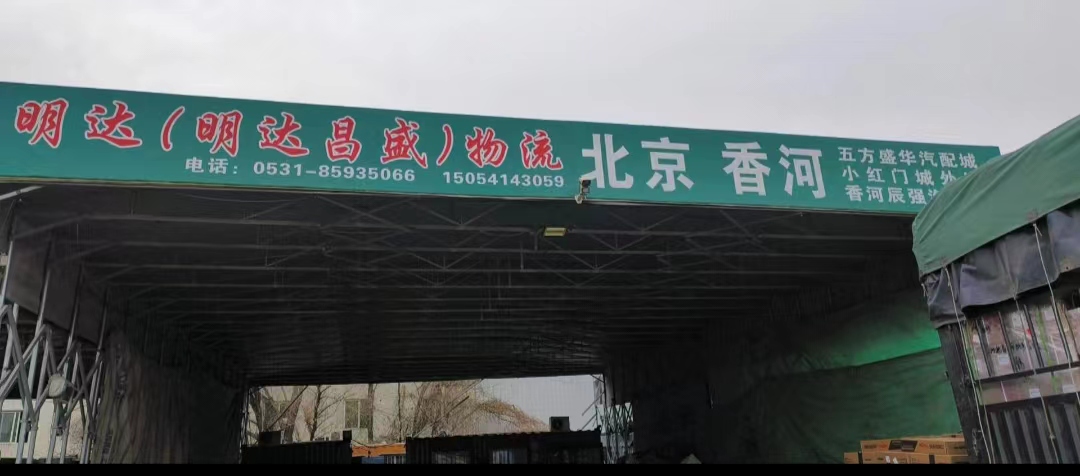 明达(明达昌盛)物流
电话：0531-85935066 15054143059
北京 香河
五方盛华汽配城
小红门城外
香河辰强